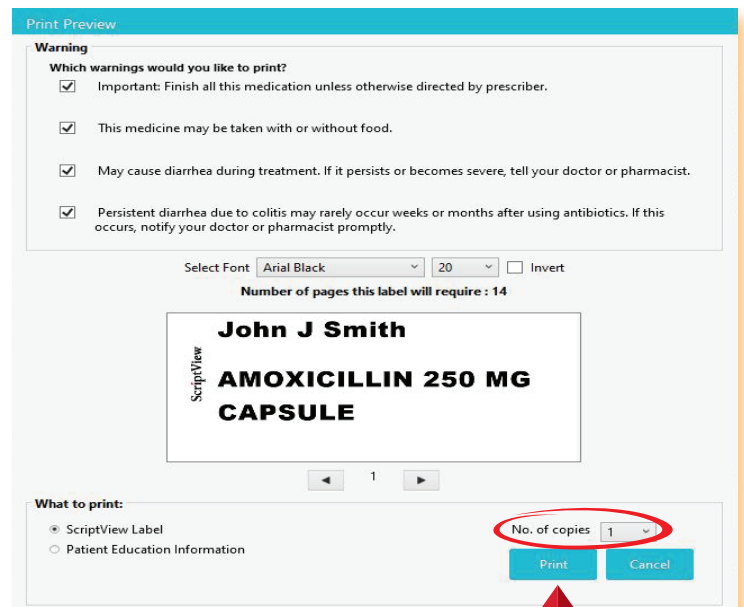 Print Preview
Warning
Which warnings would you like to print?
Important: Finish all this medication unless otherwise directed by prescriber.
This medicine may be taken with or without food.
May cause diarrhea during treatment. If it persists or becomes severe, tell your doctor or pharmacist.
Persistent diarrhea due to colitis may rarely occur weeks or months after using antibiotics. If this
occurs, notify your doctor or pharmacist promptly.
Select Font Arial Black 20 Invert
Number of pages this label will require : 14
ScriptView
John J Smith
AMOXICILLIN 250 MG
CAPSULE
1
What to print:
ScriptView Label
Patient Education Information
No. of copies 1
Print Cancel